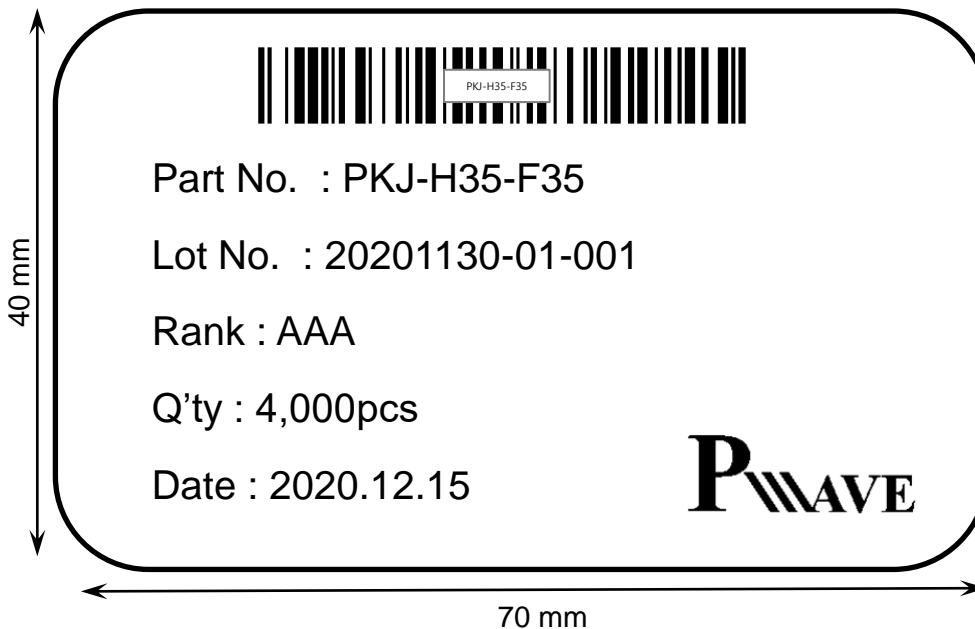 PKJ-H35-F35
Part No. : PKJ-H35-F35
Lot No. : 20201130-01-001
40 mm
Rank : AAA
Q’ty : 4,000pcs
Date : 2020.12.15
PWAVE
70 mm